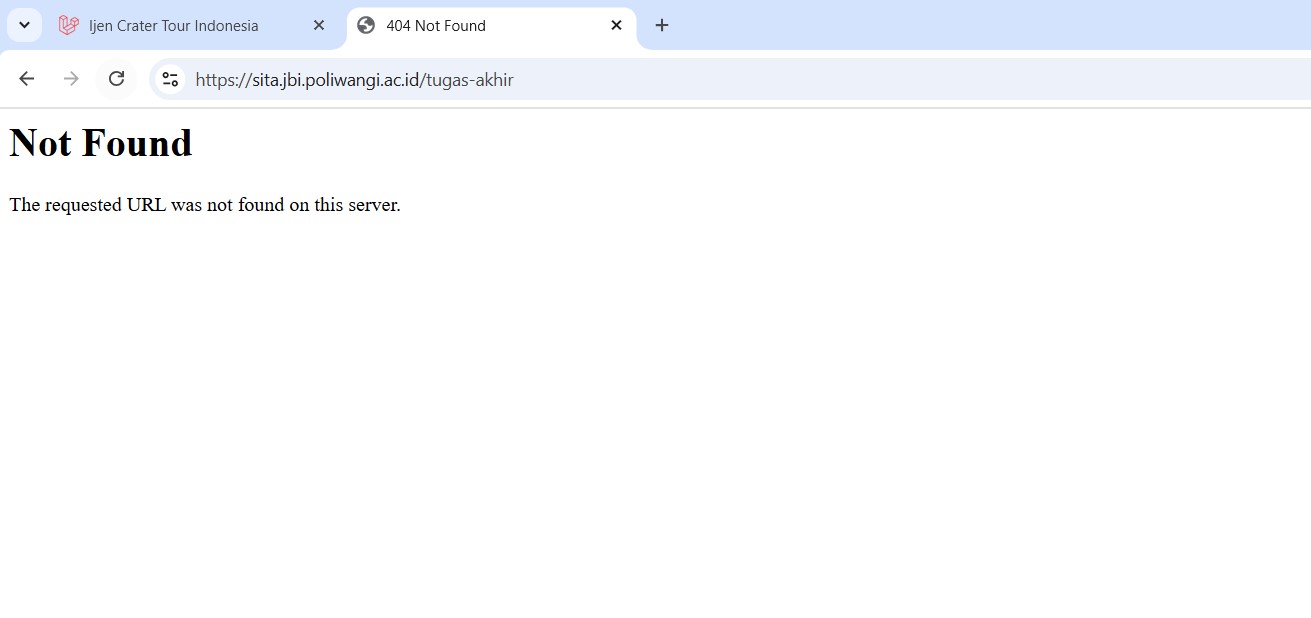 Ijen Crater Tour Indonesia
404 Not Found
https://sita.jbi.poliwangi.ac.id/tugas-akhir
Not Found
The requested URL was not found on this server.